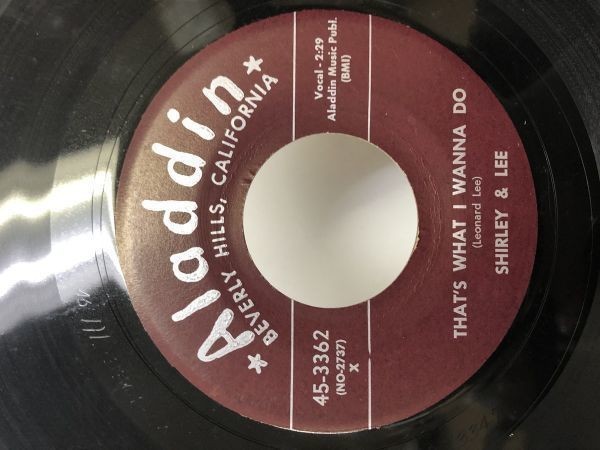 ★ Aladdin ★
BEVERLY HILLS, CALIFORNIA
45-3362
(NO-2737)
X
Vocal - 2:29
Aladdin Music Publ.
(BMI)
THAT'S WHAT I WANNA DO
(Leonard Lee)
SHIRLEY & LEE